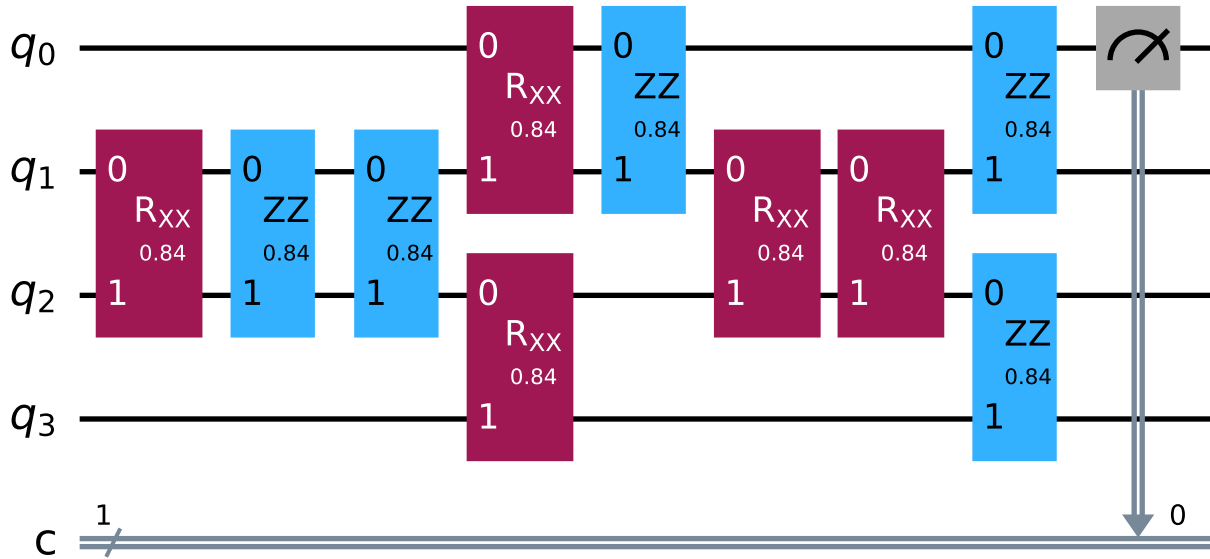 q0 0 0 0
RXX ZZ ZZ
0.84 0.84 0.84
q1 0 0 0 1 1 0 0 1
RXX ZZ ZZ RXX RXX
0.84 0.84 0.84 0.84 0.84
q2 1 1 1 0 1 1 0
RXX ZZ
0.84 0.84
q3 1 1
1 0
c